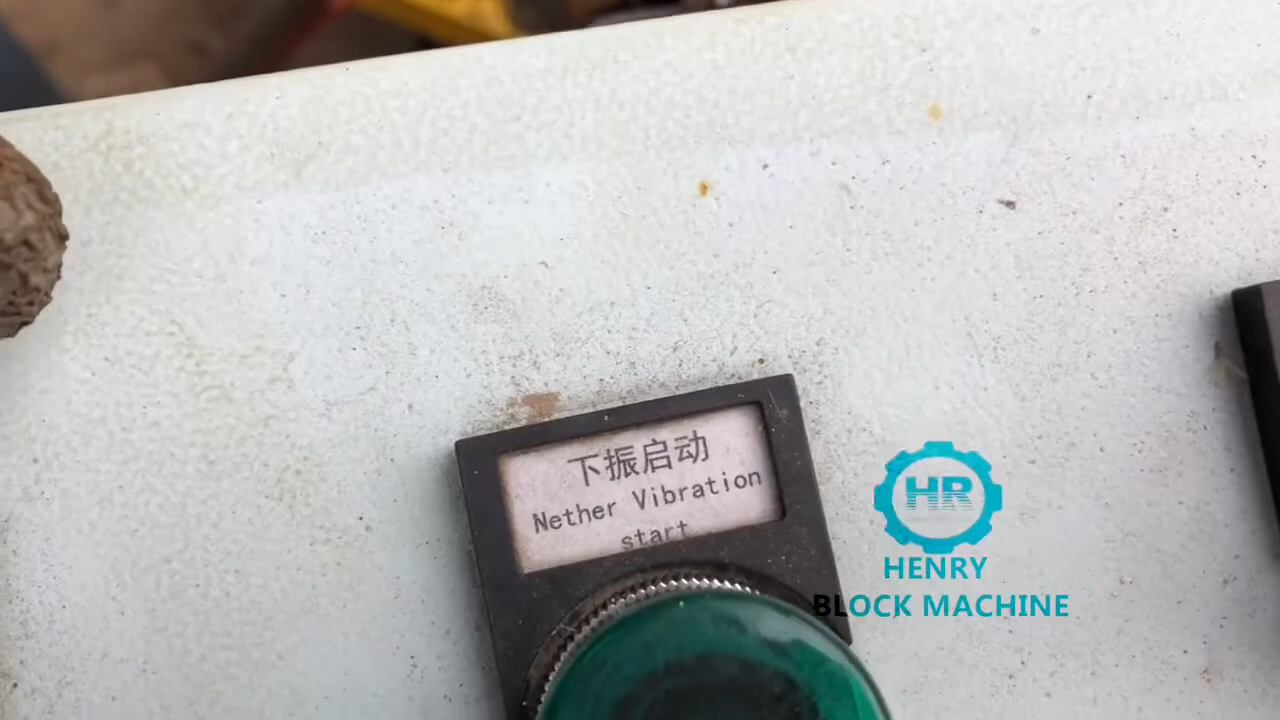 下振启动
Nether Vibration
start
HR
HENRY
BLOCK MACHINE